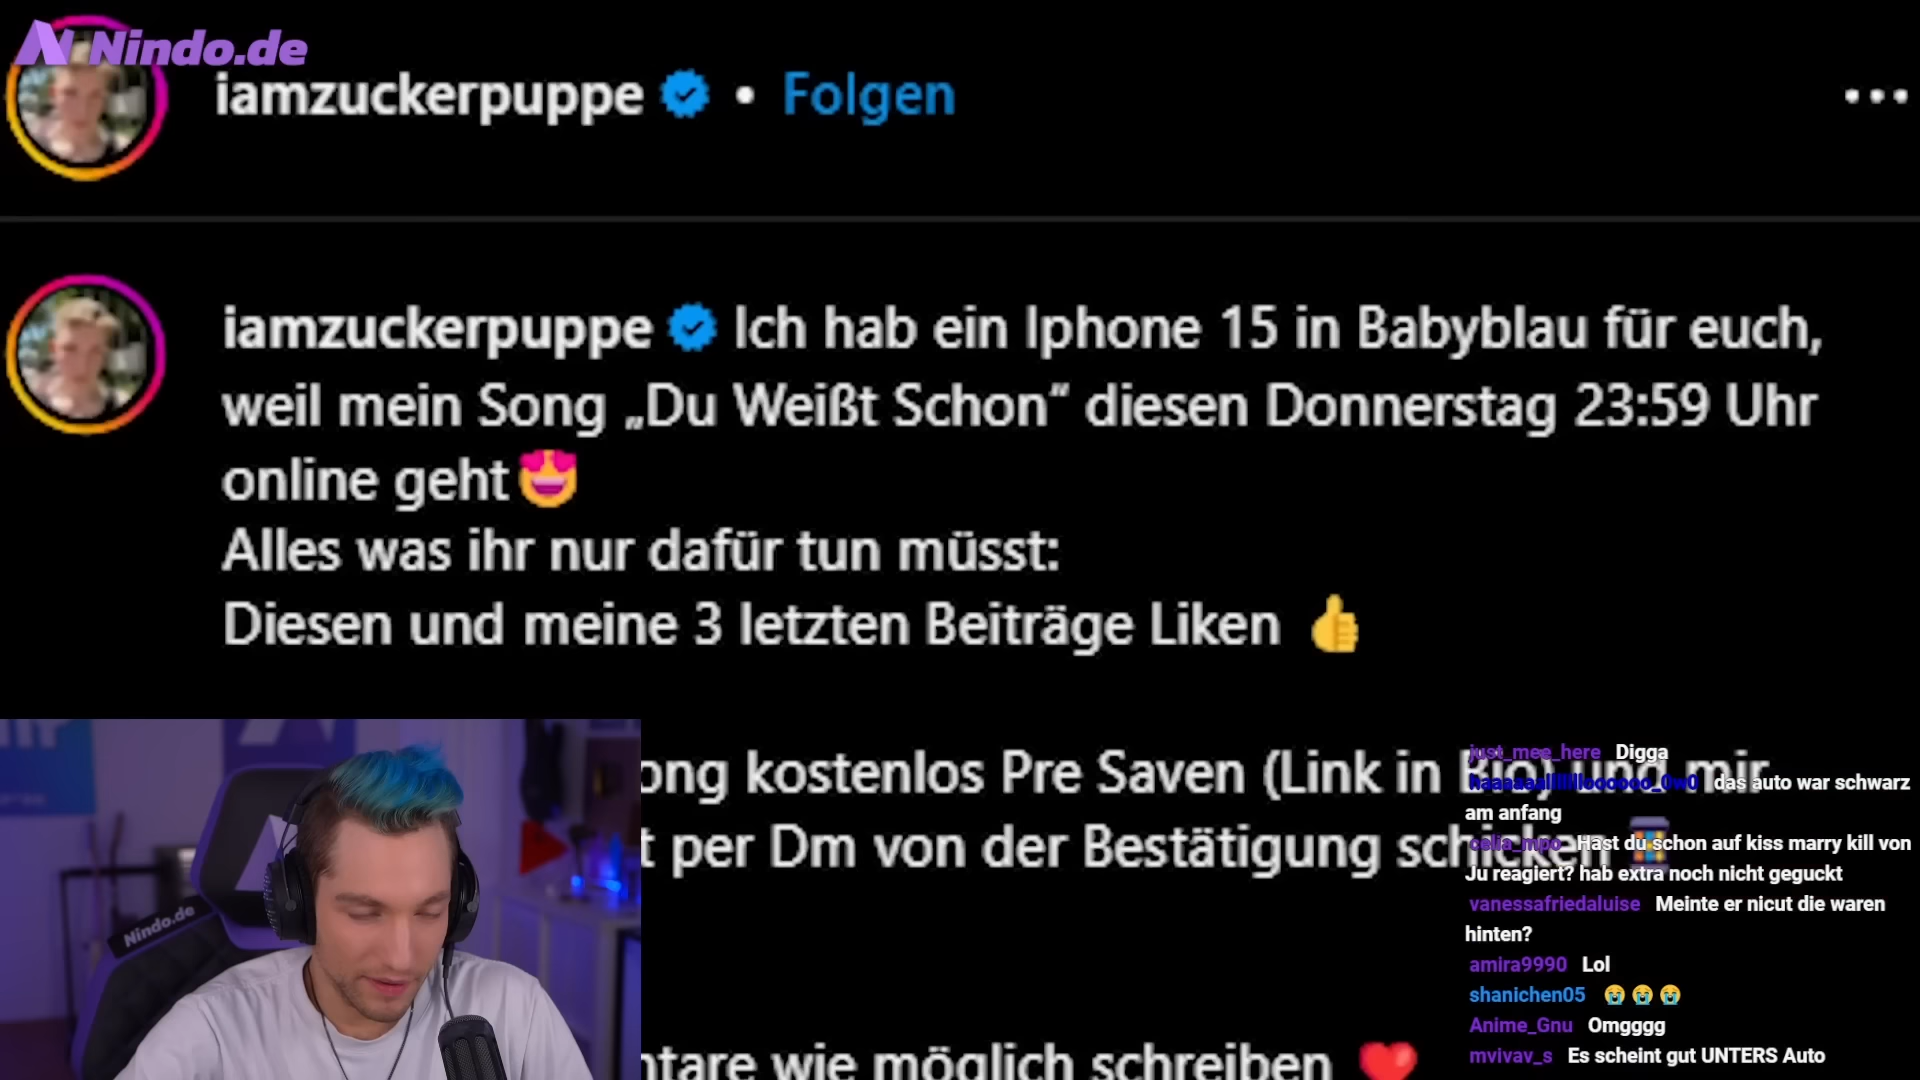 Nindo.de
iamzuckerpuppe • Folgen
iamzuckerpuppe Ich hab ein Iphone 15 in Babyblau für euch,
weil mein Song „Du Weißt Schon“ diesen Donnerstag 23:59 Uhr
online geht😍
Alles was ihr nur dafür tun müsst:
Diesen und meine 3 letzten Beiträge Liken 👍
ong kostenlos Pre Saven (Link in Bio) und mir
t per Dm von der Bestätigung schicken
ntare wie möglich schreiben ❤️
Nindo.de
just_mee_here Digga
das auto war schwarz
am anfang
celia_mpo Hast du schon auf kiss marry kill von
Ju reagiert? hab extra noch nicht geguckt
vanessafriedaluise Meinte er nicut die waren
hinten?
amira9990 Lol
shanichen05 😭😭😭
Anime_Gnu Omgggg
mvivav_s Es scheint gut UNTERS Auto